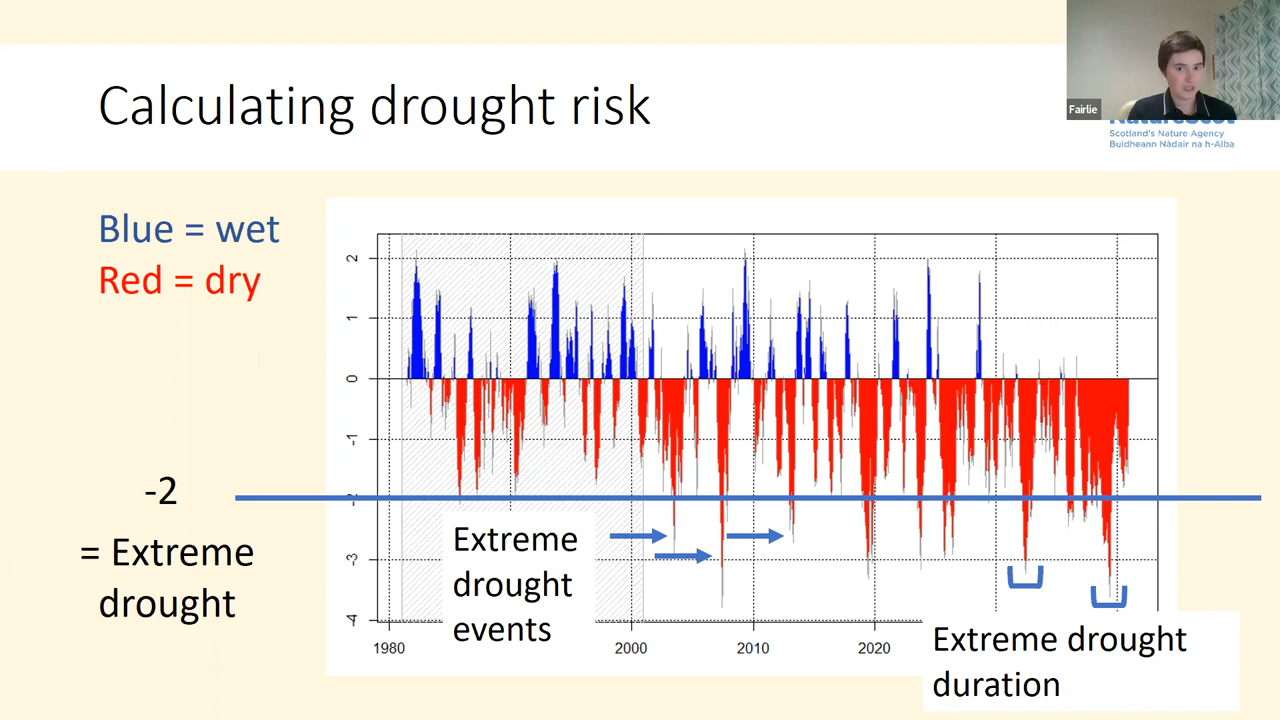 Calculating drought risk
Fairlie
Scotland's Nature Agency
Buidheann Nàdair na h-Alba
Blue = wet
Red = dry
-2
= Extreme
drought
2
1
0
-1
-3
-4
Extreme
drought
events
1980
2000
2010
2020
Extreme drought
duration